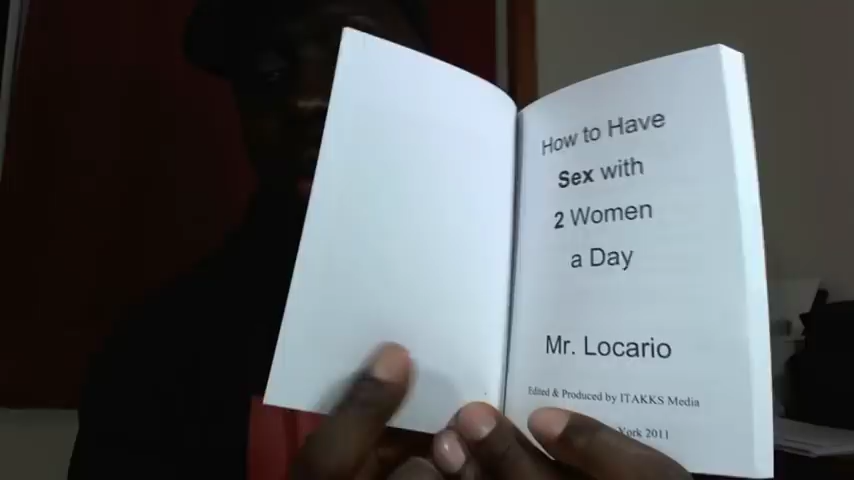 How to Have
Sex with
2 Women
a Day
Mr. Locario
Edited & Produced by ITAKKS Media
York 2011